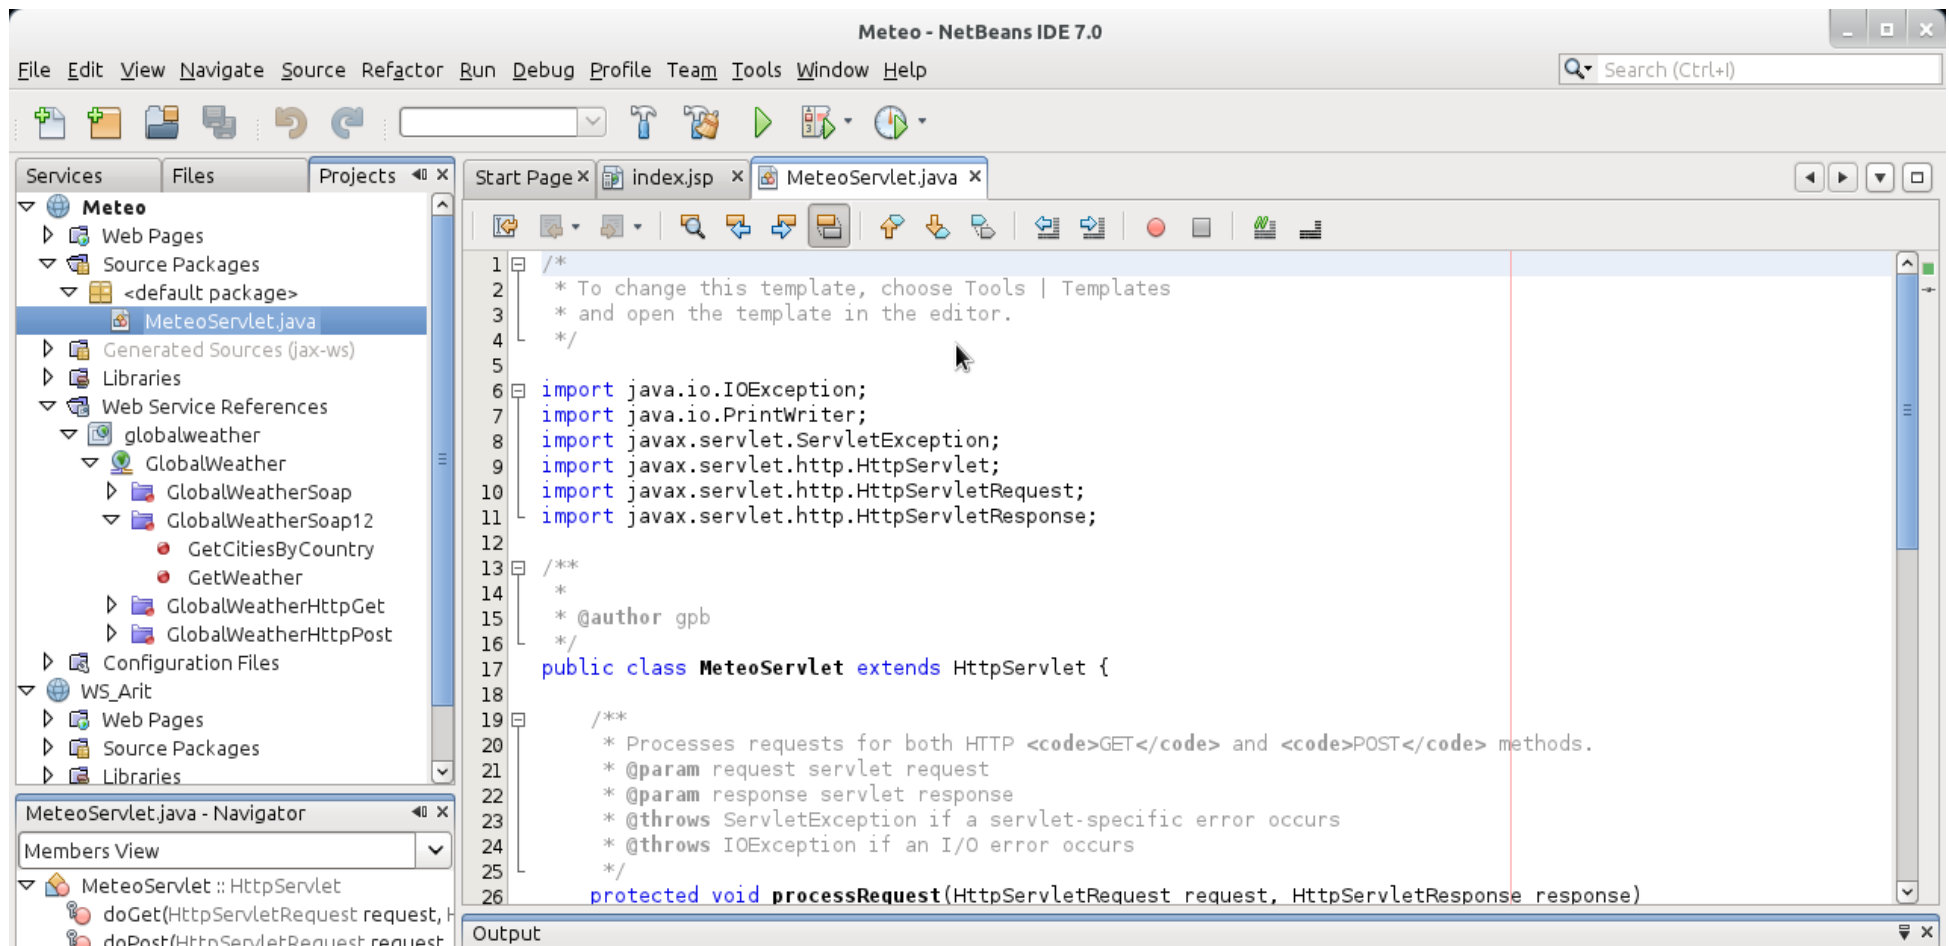 Meteo - NetBeans IDE 7.0
File Edit View Navigate Source Refactor Run Debug Profile Team Tools Window Help
Search (Ctrl+I)
Services Files Projects
Meteo
Web Pages
Source Packages
<default package>
MeteoServlet.java
Generated Sources (jax-ws)
Libraries
Web Service References
globalweather
GlobalWeather
GlobalWeatherSoap
GlobalWeatherSoap12
GetCitiesByCountry
GetWeather
GlobalWeatherHttpGet
GlobalWeatherHttpPost
Configuration Files
WS_Arit
Web Pages
Source Packages
Libraries
MeteoServlet.java - Navigator
Members View
MeteoServlet :: HttpServlet
doGet(HttpServletRequest request, H
doPost(HttpServletRequest request,
Start Page index.jsp MeteoServlet.java
1 /*
2 * To change this template, choose Tools | Templates
3 * and open the template in the editor.
4 */
5
6 import java.io.IOException;
7 import java.io.PrintWriter;
8 import javax.servlet.ServletException;
9 import javax.servlet.http.HttpServlet;
10 import javax.servlet.http.HttpServletRequest;
11 import javax.servlet.http.HttpServletResponse;
12
13 /**
14 *
15 * @author gpb
16 */
17 public class MeteoServlet extends HttpServlet {
18
19 /**
20 * Processes requests for both HTTP <code>GET</code> and <code>POST</code> methods.
21 * @param request servlet request
22 * @param response servlet response
23 * @throws ServletException if a servlet-specific error occurs
24 * @throws IOException if an I/O error occurs
25 */
26 protected void processRequest(HttpServletRequest request, HttpServletResponse response)
Output